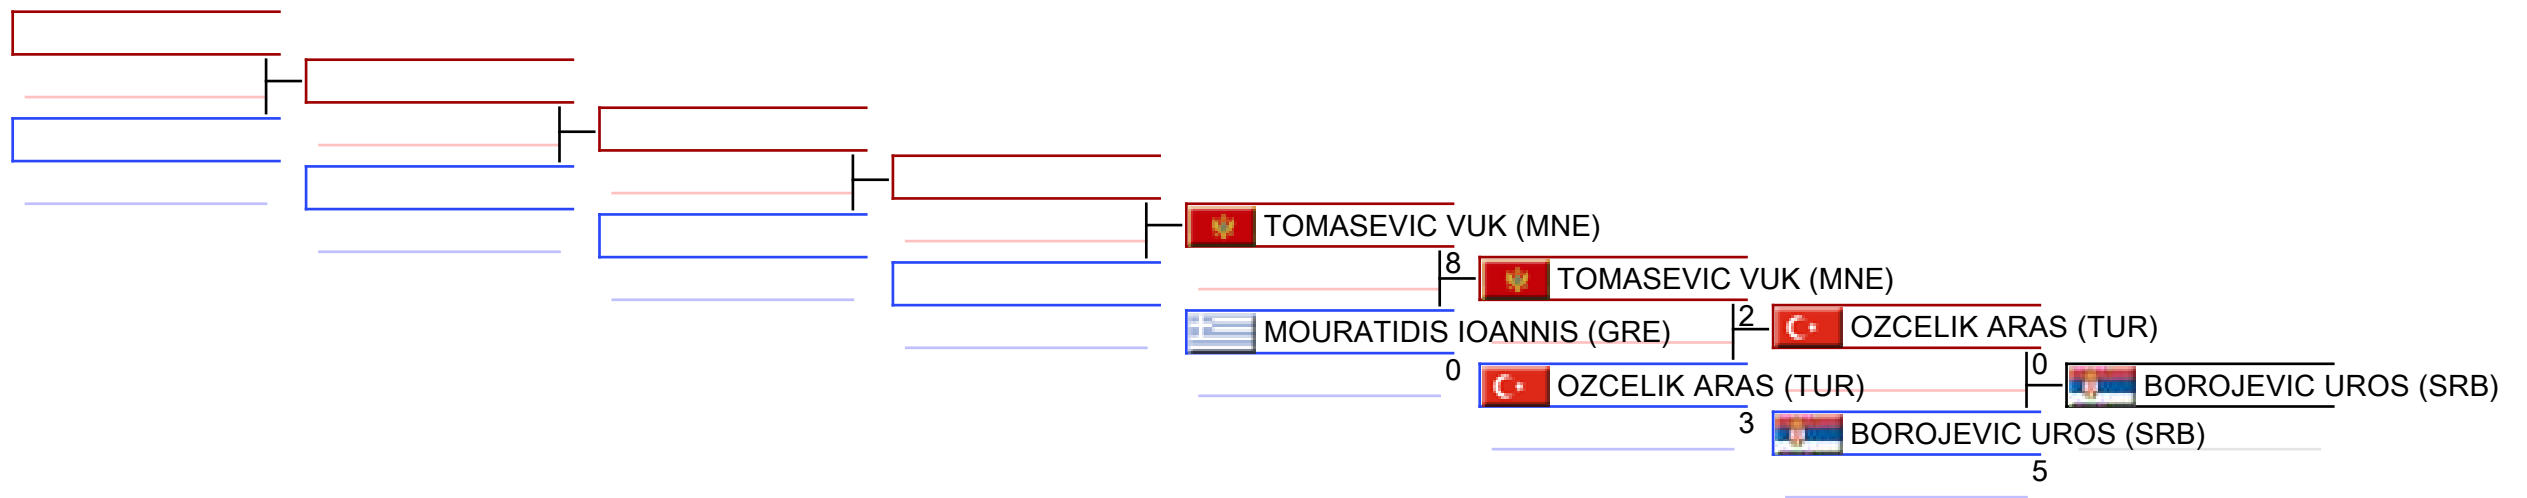 TOMASEVIC VUK (MNE)
8
TOMASEVIC VUK (MNE)
MOURATIDIS IOANNIS (GRE)
0
2
OZCELIK ARAS (TUR)
OZCELIK ARAS (TUR)
3
0
BOROJEVIC UROS (SRB)
BOROJEVIC UROS (SRB)
5